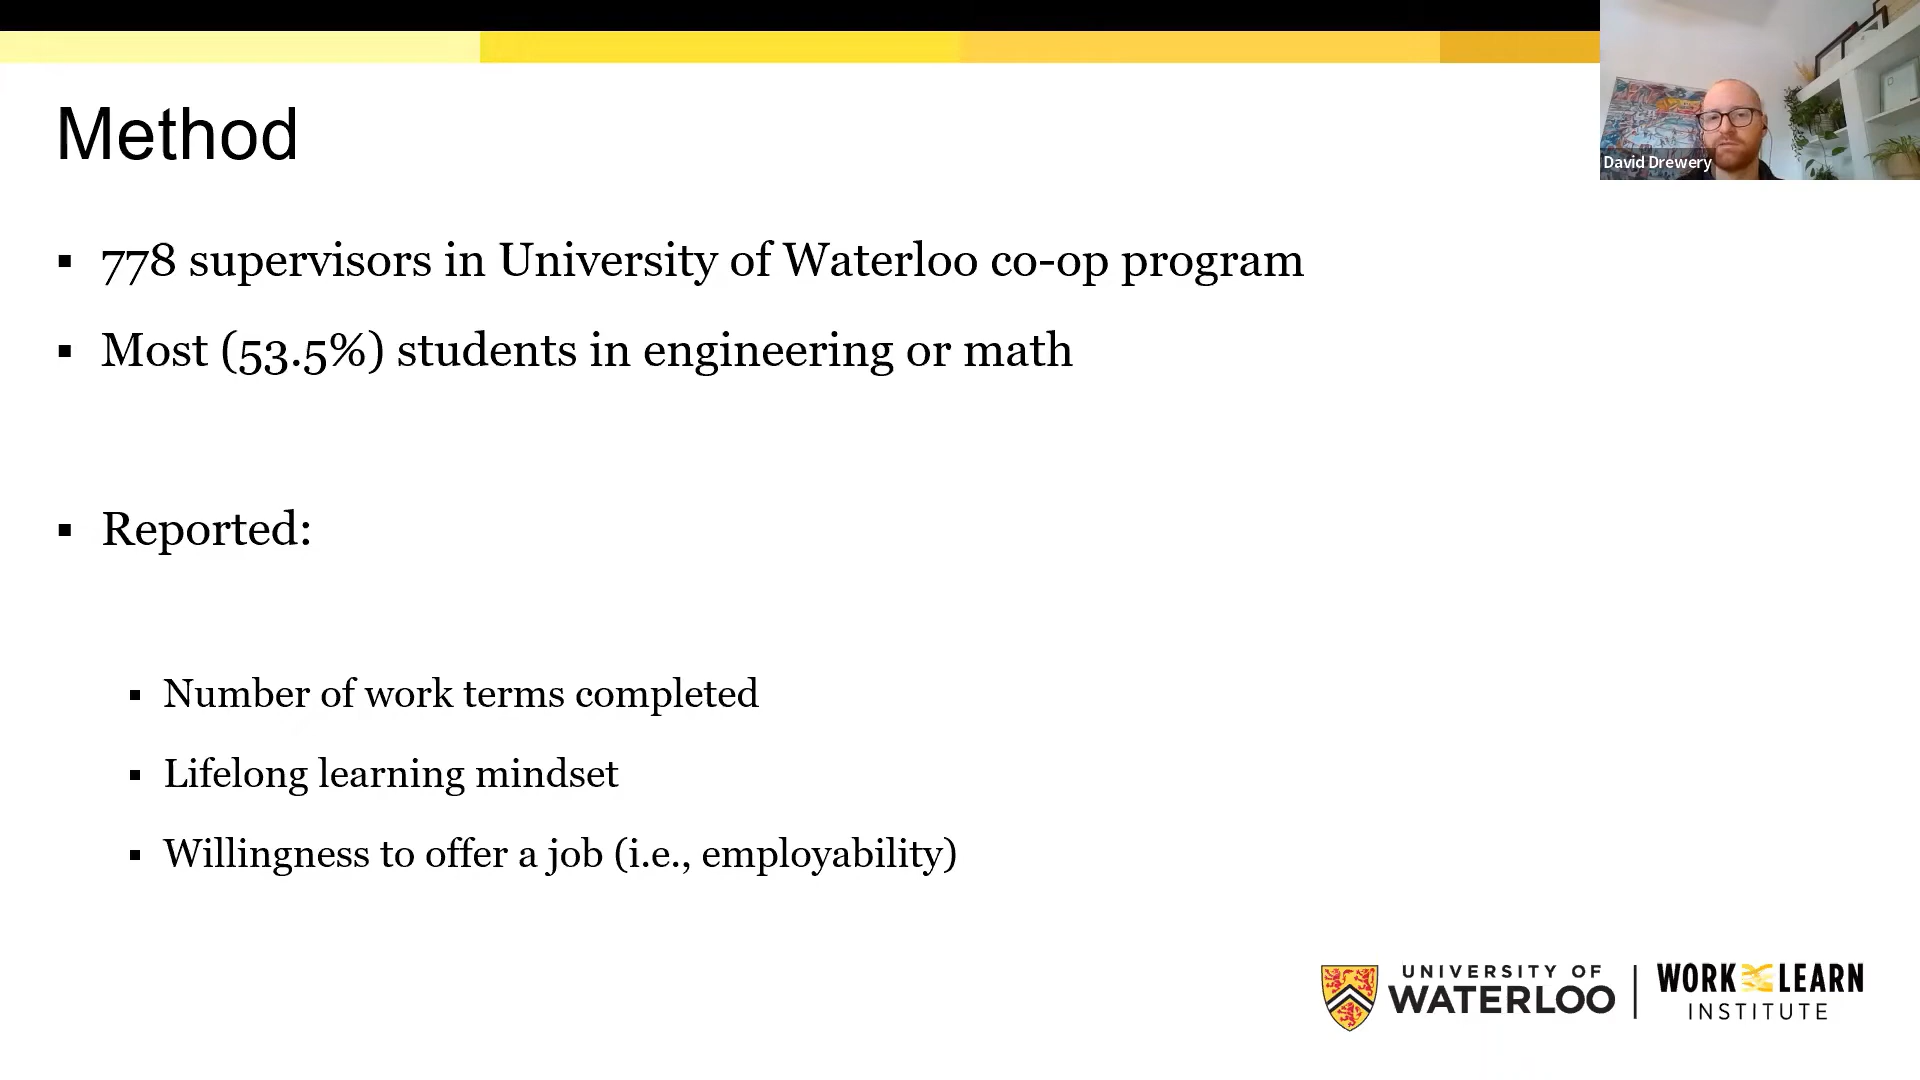 Method
David Drewery
▪ 778 supervisors in University of Waterloo co-op program
▪ Most (53.5%) students in engineering or math
▪ Reported:
▪ Number of work terms completed
▪ Lifelong learning mindset
▪ Willingness to offer a job (i.e., employability)
UNIVERSITY OF
WATERLOO
WORK LEARN
INSTITUTE